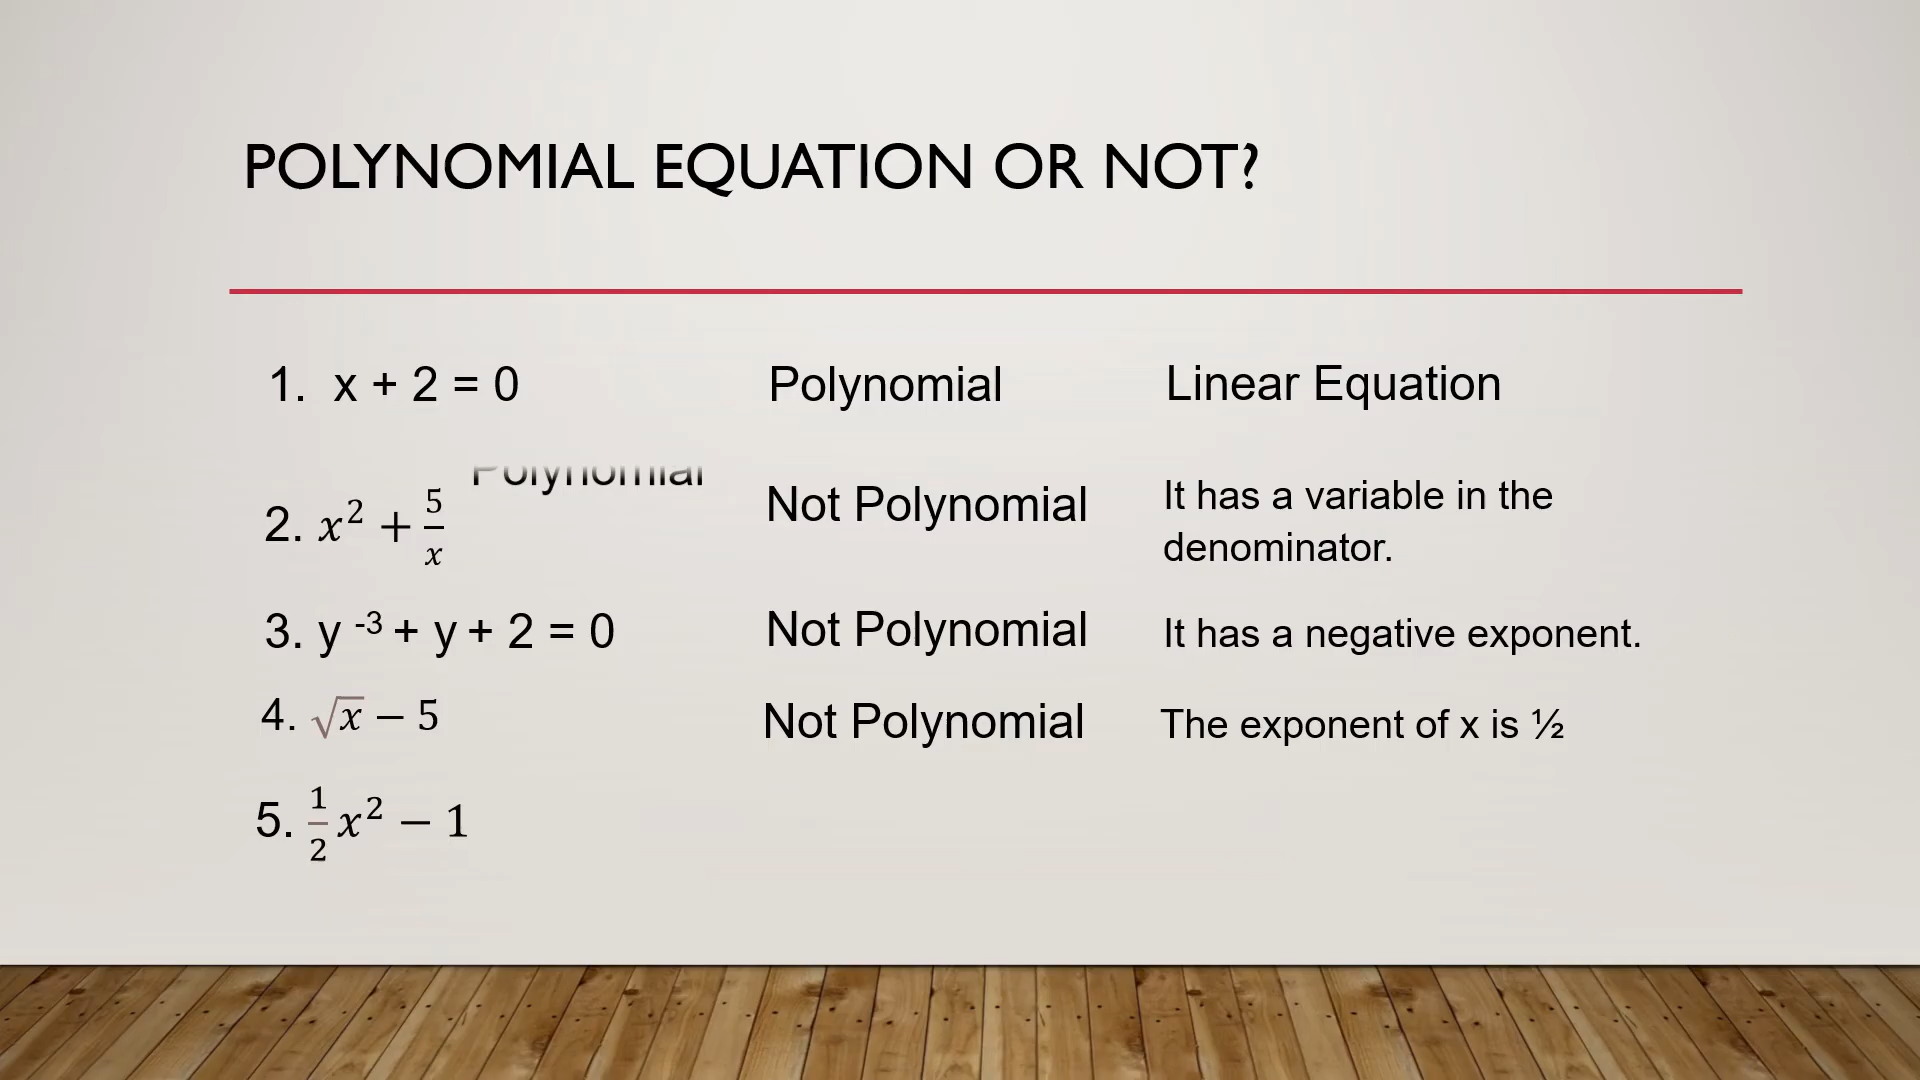 POLYNOMIAL EQUATION OR NOT?
1. x + 2 = 0 Polynomial Linear Equation
Polynomial
2. x² + 5/x Not Polynomial It has a variable in the
denominator.
3. y ⁻³ + y + 2 = 0 Not Polynomial It has a negative exponent.
4. √x − 5 Not Polynomial The exponent of x is ½
5. 1/2 x² − 1